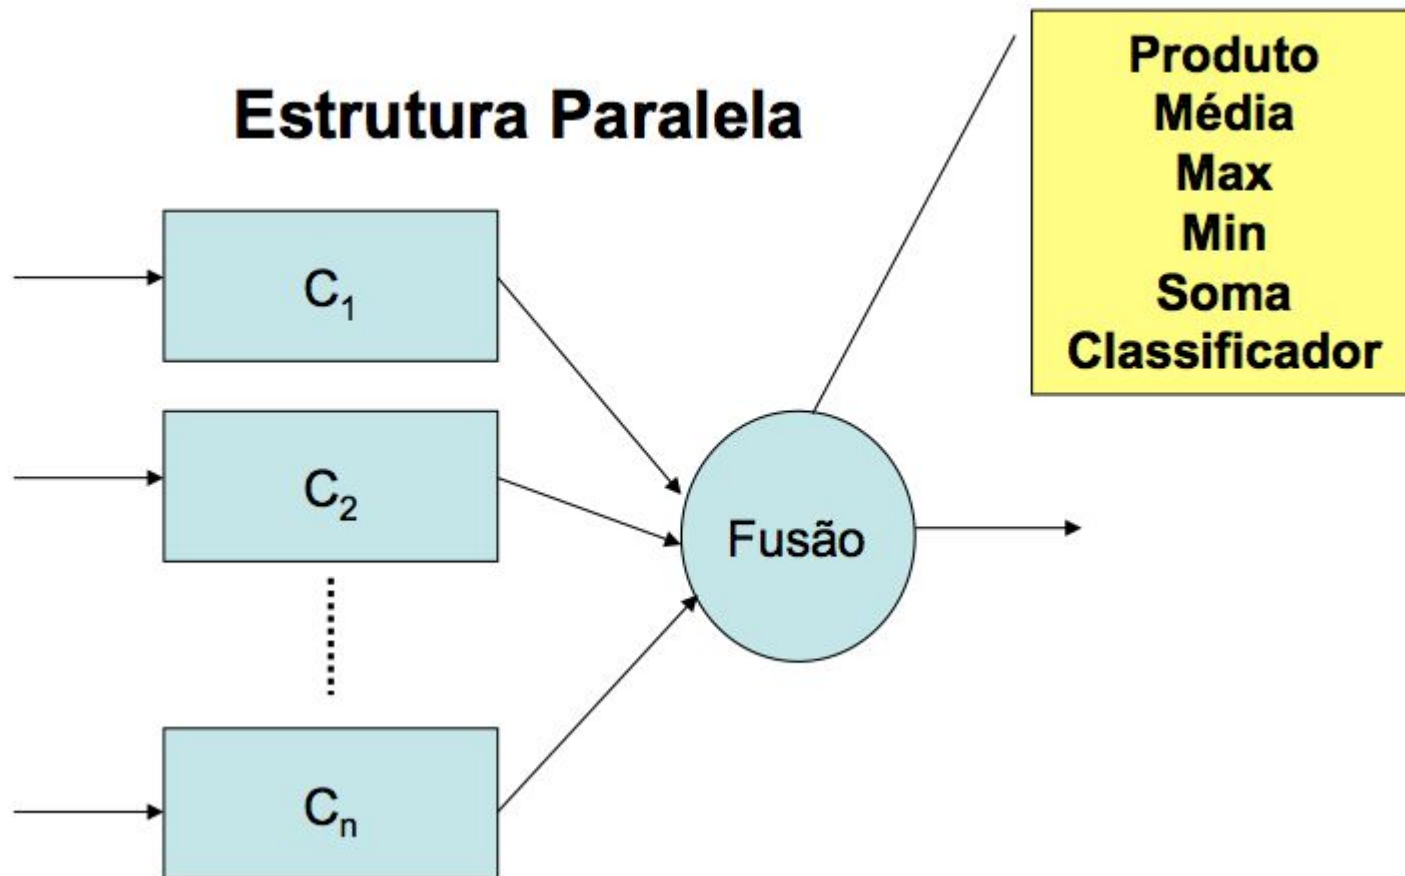 Estrutura Paralela
Produto
Média
Max
Min
Soma
Classificador
C₁
C₂
Fusão
Cₙ